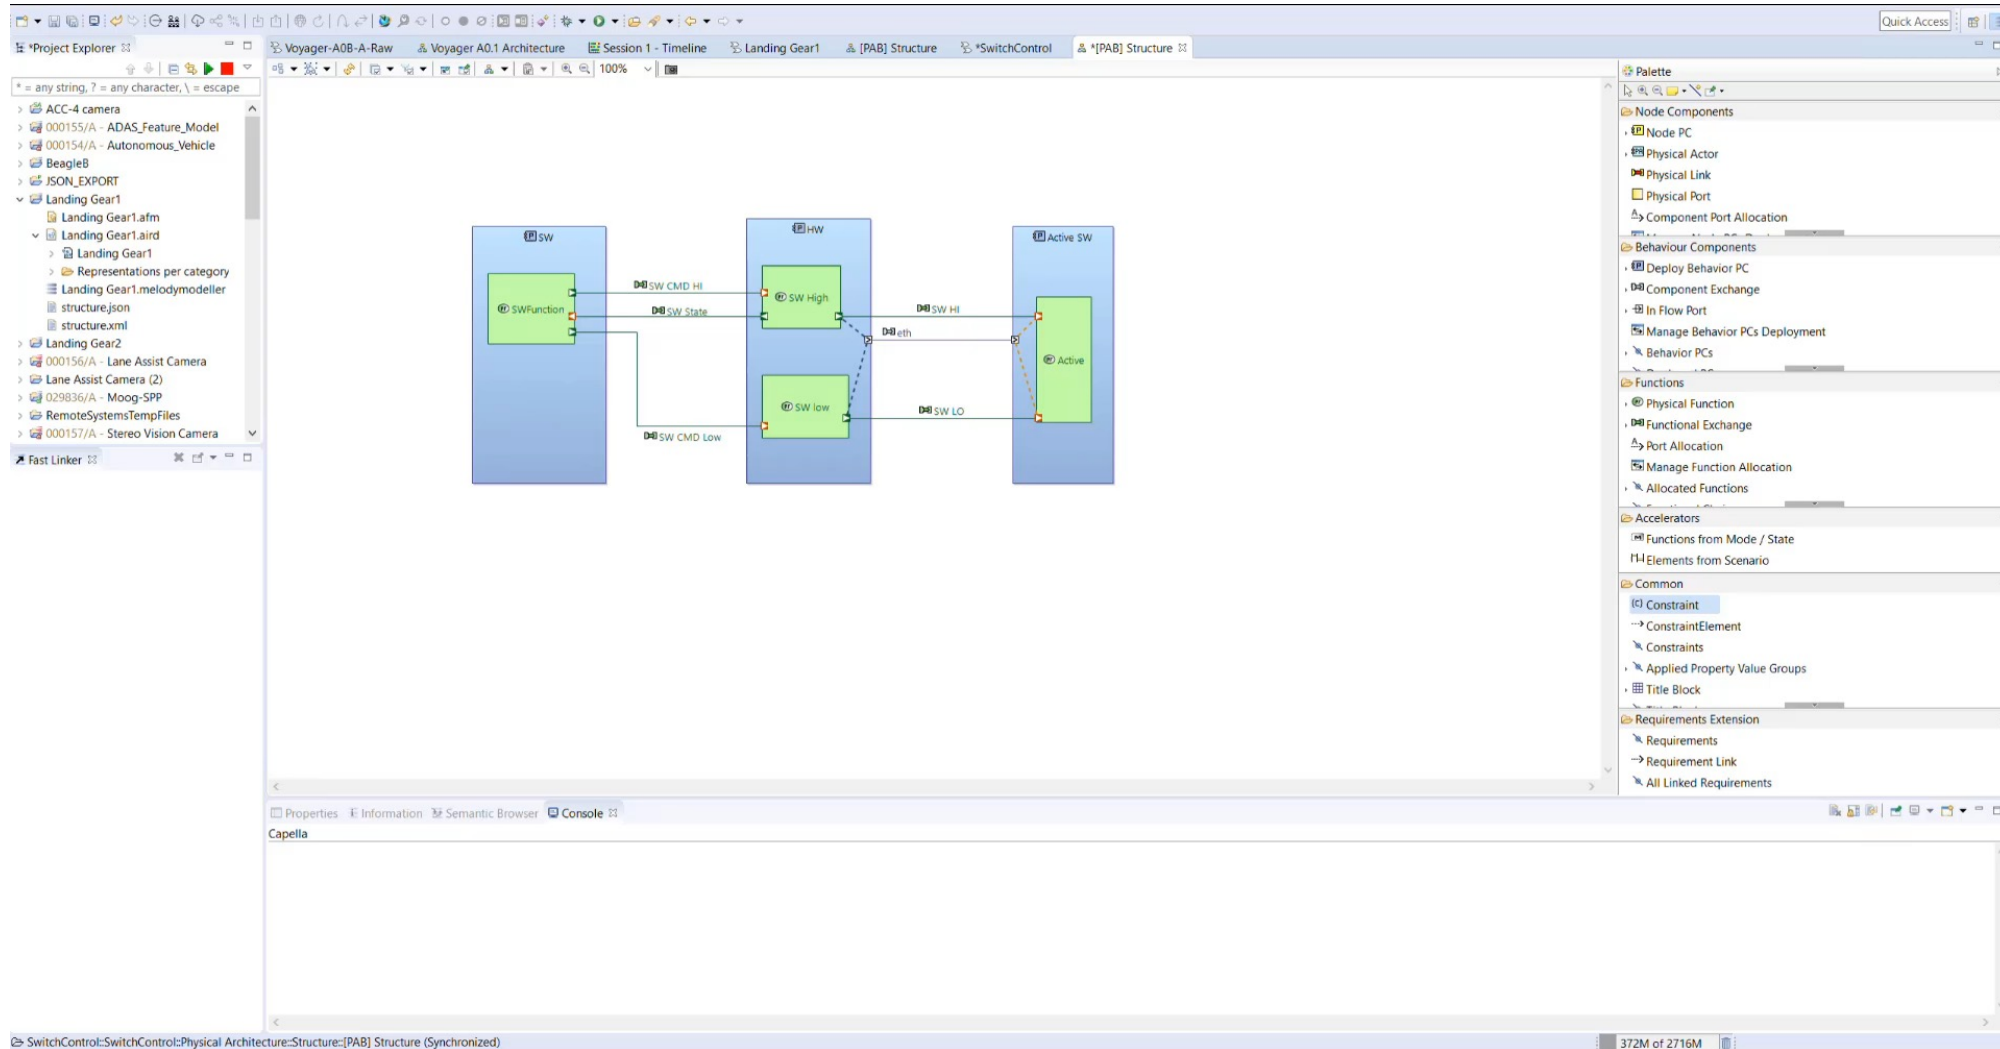 Quick Access
*Project Explorer
* = any string, ? = any character, \ = escape
ACC-4 camera
000155/A - ADAS_Feature_Model
000154/A - Autonomous_Vehicle
BeagleB
JSON_EXPORT
Landing Gear1
Landing Gear1.afm
Landing Gear1.aird
Landing Gear1
Representations per category
Landing Gear1.melodymodeller
structure.json
structure.xml
Landing Gear2
000156/A - Lane Assist Camera
Lane Assist Camera (2)
029836/A - Moog-SPP
RemoteSystemsTempFiles
000157/A - Stereo Vision Camera
Fast Linker
Voyager-A0B-A-Raw
Voyager A0.1 Architecture
Session 1 - Timeline
Landing Gear1
[PAB] Structure
*SwitchControl
*[PAB] Structure
100%
SW
HW
Active SW
SWFunction
SW CMD HI
SW State
SW High
SW HI
eth
Active
SW low
SW LO
SW CMD Low
Palette
Node Components
Node PC
Physical Actor
Physical Link
Physical Port
Component Port Allocation
Behaviour Components
Deploy Behavior PC
Component Exchange
In Flow Port
Manage Behavior PCs Deployment
Behavior PCs
Functions
Physical Function
Functional Exchange
Port Allocation
Manage Function Allocation
Allocated Functions
Accelerators
Functions from Mode / State
Elements from Scenario
Common
Constraint
ConstraintElement
Constraints
Applied Property Value Groups
Title Block
Requirements Extension
Requirements
Requirement Link
All Linked Requirements
Properties
Information
Semantic Browser
Console
Capella
SwitchControl::SwitchControl::Physical Architecture::Structure::[PAB] Structure (Synchronized)
372M of 2716M